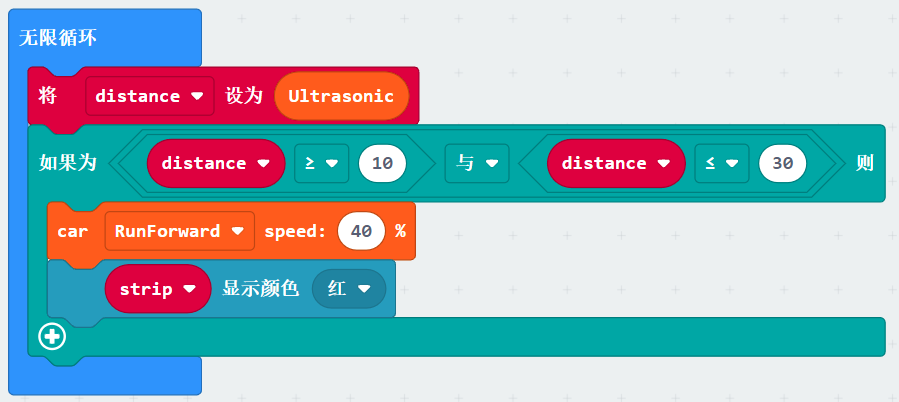 无限循环
将 distance 设为 Ultrasonic
如果为 distance ≥ 10 与 distance ≤ 30 则
car RunForward speed: 40 %
strip 显示颜色 红